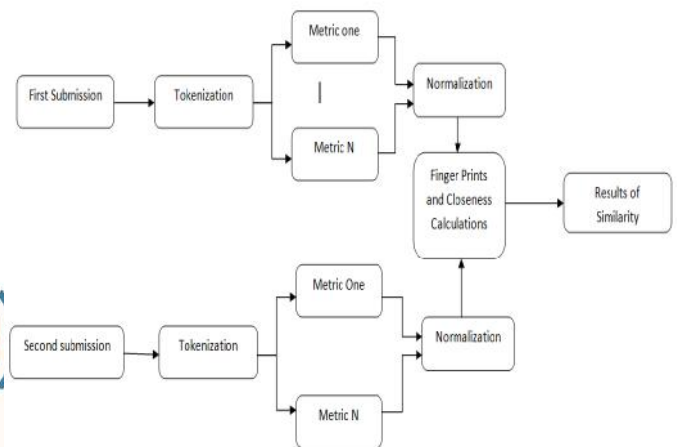 Metric one
First Submission
Tokenization
Normalization
Metric N
Finger Prints
and Closeness
Calculations
Results of
Similarity
Metric One
Second submission
Tokenization
Normalization
Metric N